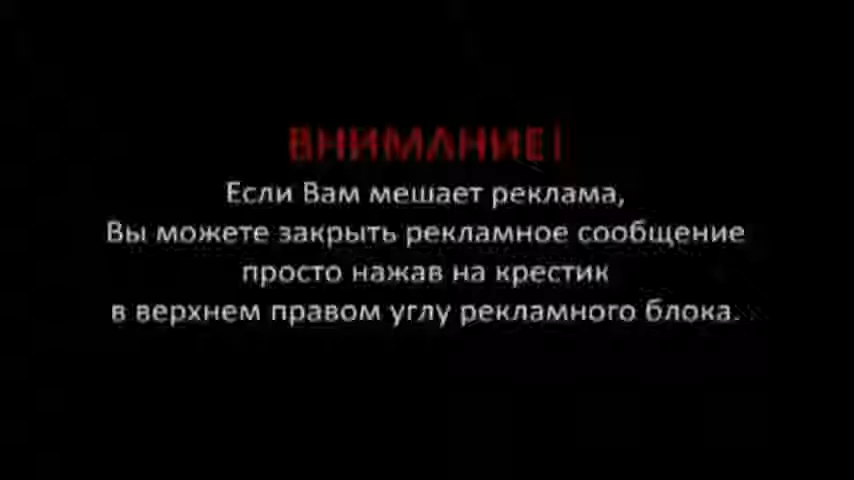 ВНИМАНИЕ!
Если Вам мешает реклама,
Вы можете закрыть рекламное сообщение
просто нажав на крестик
в верхнем правом углу рекламного блока.